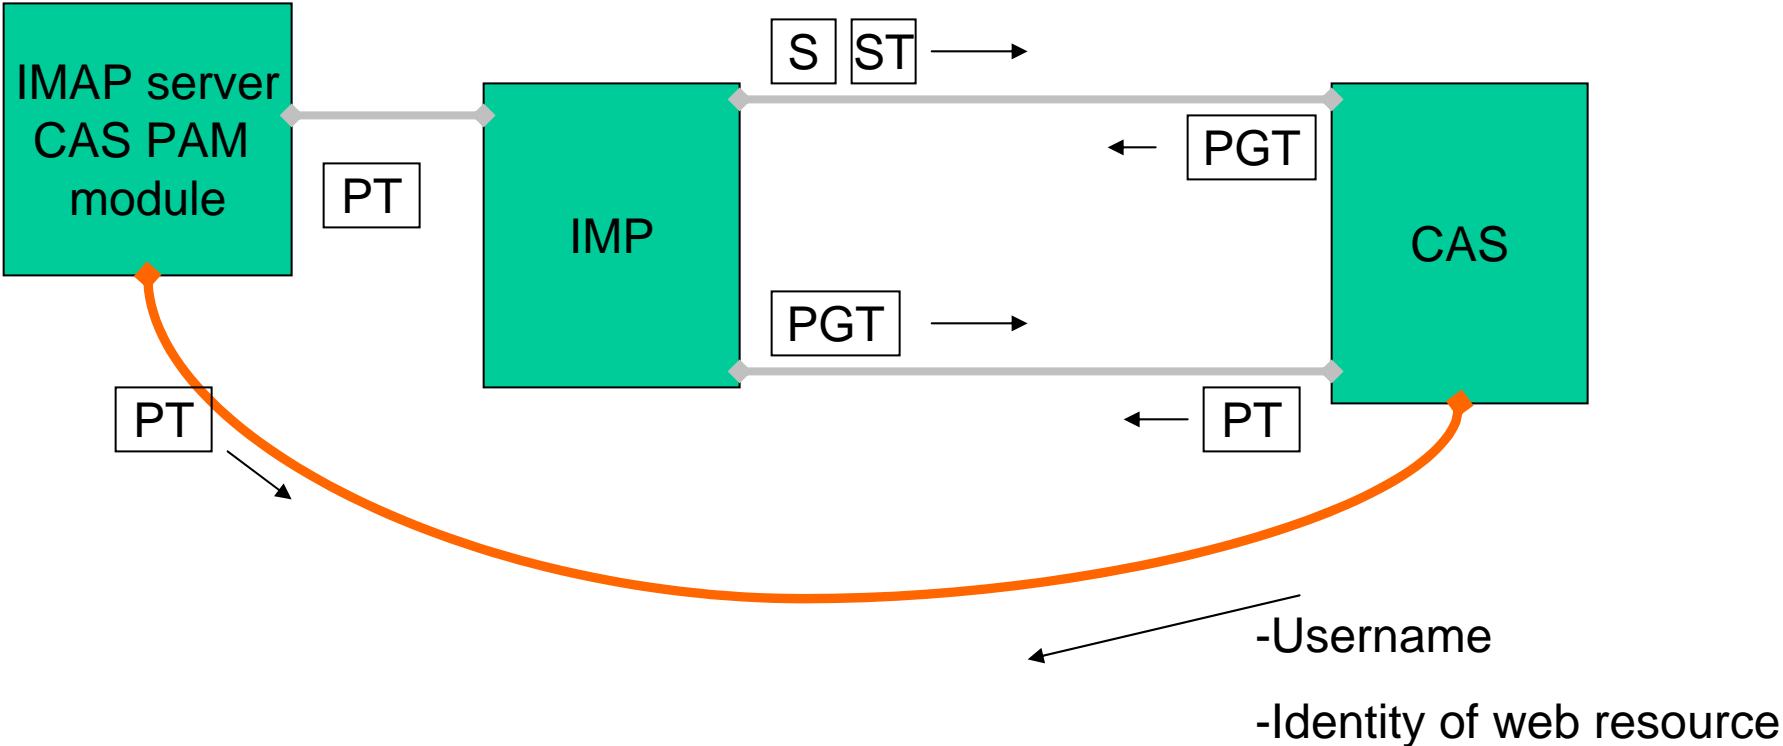 S ST
IMAP server
CAS PAM
module
PGT
PT
IMP
CAS
PGT
PT
PT
-Username
-Identity of web resource